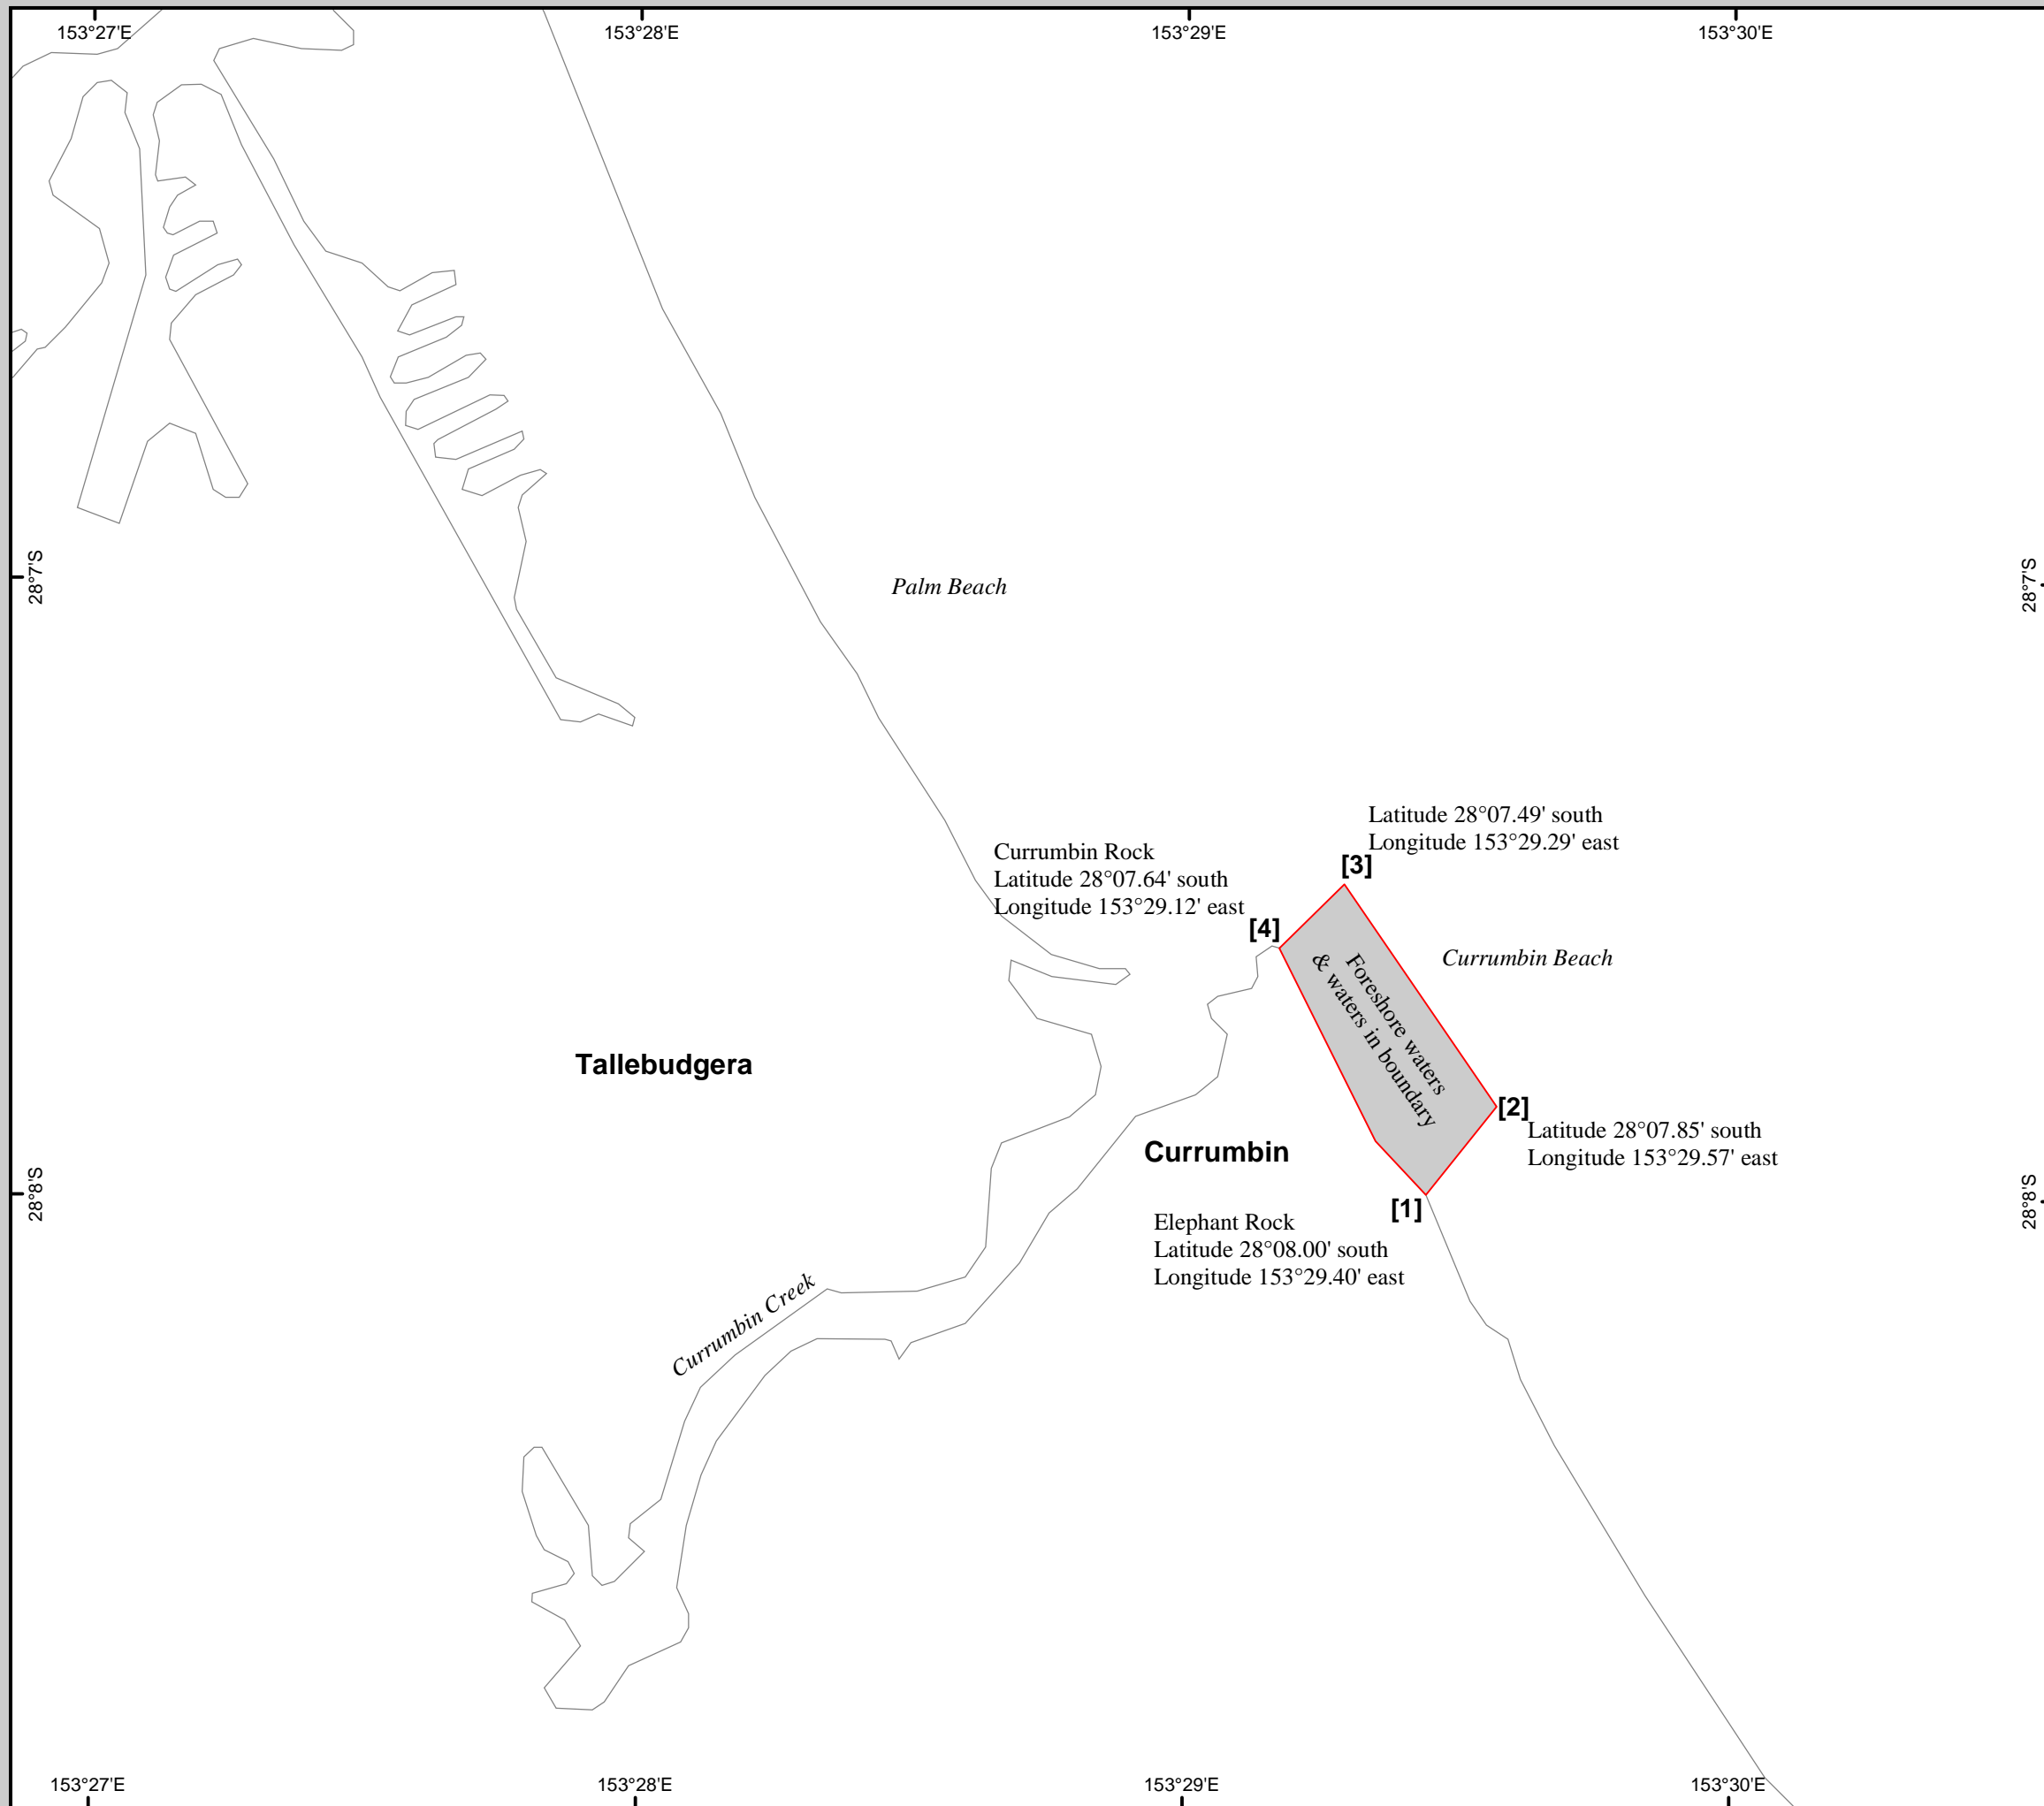 153°27'E
153°28'E
153°29'E
153°30'E
28°7'S
28°7'S
Palm Beach
Latitude 28°07.49' south
Longitude 153°29.29' east
[3]
Currumbin Rock
Latitude 28°07.64' south
Longitude 153°29.12' east
[4]
Currumbin Beach
Foreshore waters
& waters in boundary
Tallebudgera
[2]
Latitude 28°07.85' south
Longitude 153°29.57' east
Currumbin
28°8'S
28°8'S
[1]
Elephant Rock
Latitude 28°08.00' south
Longitude 153°29.40' east
Currumbin Creek
153°27'E
153°28'E
153°29'E
153°30'E